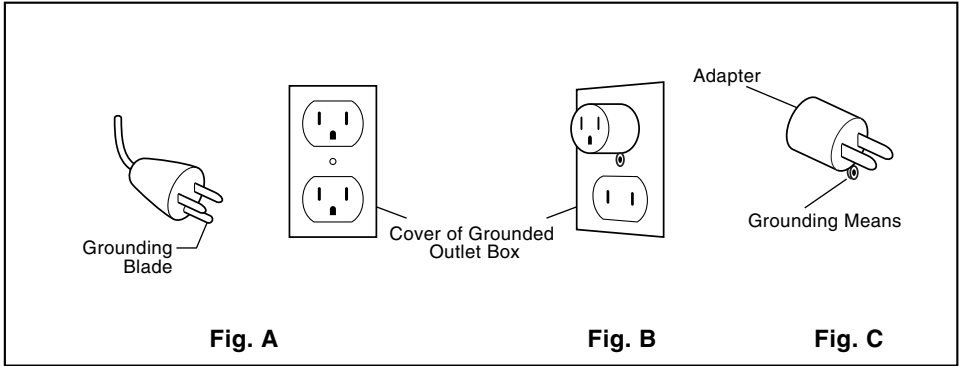 Adapter
Grounding
Blade
Cover of Grounded
Outlet Box
Grounding Means
Fig. A
Fig. B
Fig. C